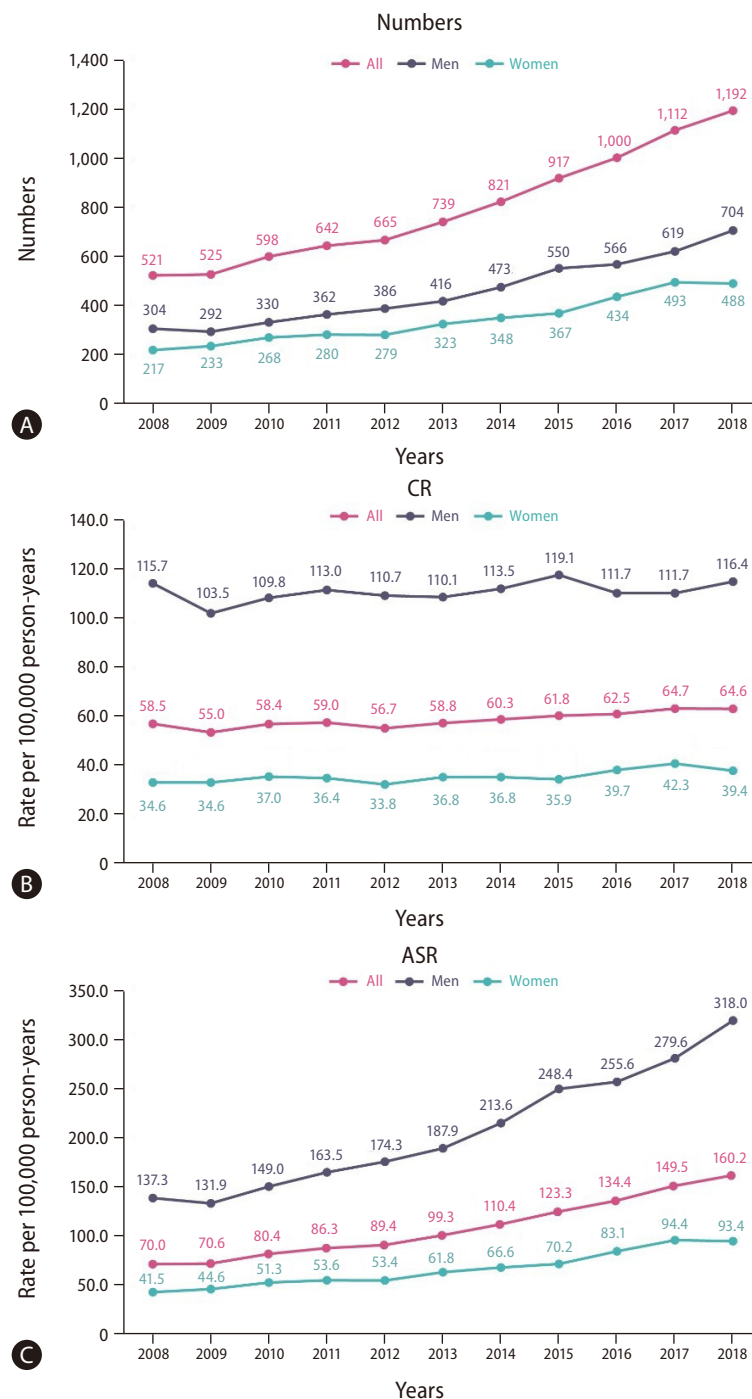 Numbers
All Men Women
1,400
1,200
1,000
800
600
400
200
0
Numbers
521 525 598 642 665 739 821 917 1,000 1,112 1,192
304 292 330 362 386 416 473 550 566 619 704
217 233 268 280 279 323 348 367 434 493 488
2008 2009 2010 2011 2012 2013 2014 2015 2016 2017 2018
Years
A
CR
All Men Women
140.0
120.0
100.0
80.0
60.0
40.0
20.0
0
Rate per 100,000 person-years
115.7 103.5 109.8 113.0 110.7 110.1 113.5 119.1 111.7 111.7 116.4
58.5 55.0 58.4 59.0 56.7 58.8 60.3 61.8 62.5 64.7 64.6
34.6 34.6 37.0 36.4 33.8 36.8 36.8 35.9 39.7 42.3 39.4
2008 2009 2010 2011 2012 2013 2014 2015 2016 2017 2018
Years
B
ASR
All Men Women
350.0
300.0
250.0
200.0
150.0
100.0
50.0
0
Rate per 100,000 person-years
137.3 131.9 149.0 163.5 174.3 187.9 213.6 248.4 255.6 279.6 318.0
70.0 70.6 80.4 86.3 89.4 99.3 110.4 123.3 134.4 149.5 160.2
41.5 44.6 51.3 53.6 53.4 61.8 66.6 70.2 83.1 94.4 93.4
2008 2009 2010 2011 2012 2013 2014 2015 2016 2017 2018
Years
C